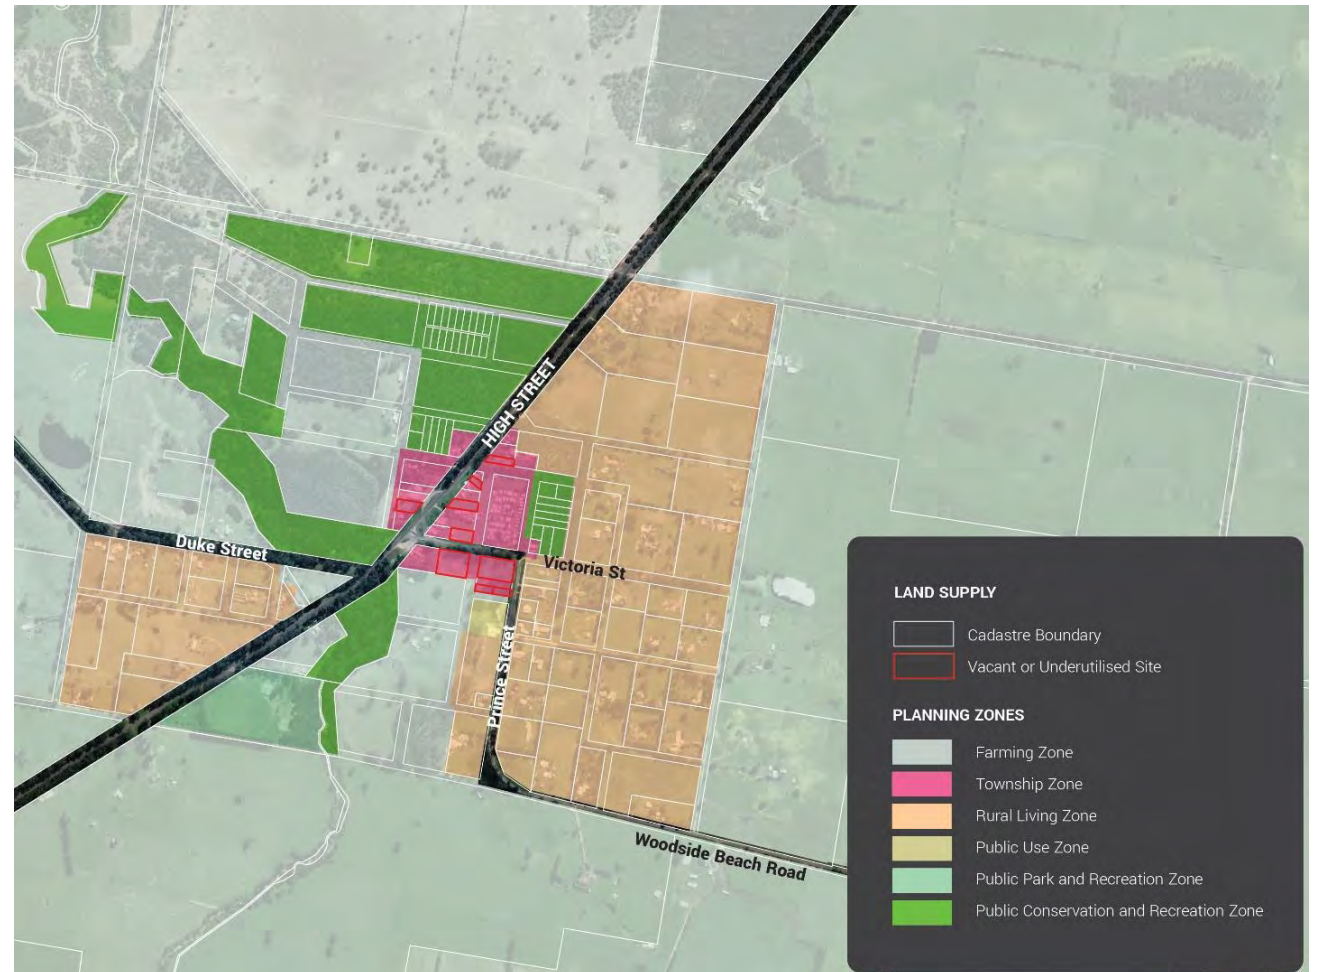 HIGH STREET
Duke Street
Victoria St
Prince Street
Woodside Beach Road
LAND SUPPLY
Cadastre Boundary
Vacant or Underutilised Site
PLANNING ZONES
Farming Zone
Township Zone
Rural Living Zone
Public Use Zone
Public Park and Recreation Zone
Public Conservation and Recreation Zone